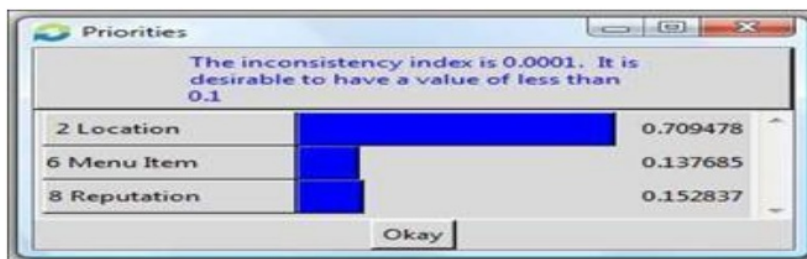 Priorities
The inconsistency index is 0.0001. It is
desirable to have a value of less than
0.1
2 Location 0.709478
6 Menu Item 0.137685
8 Reputation 0.152837
Okay